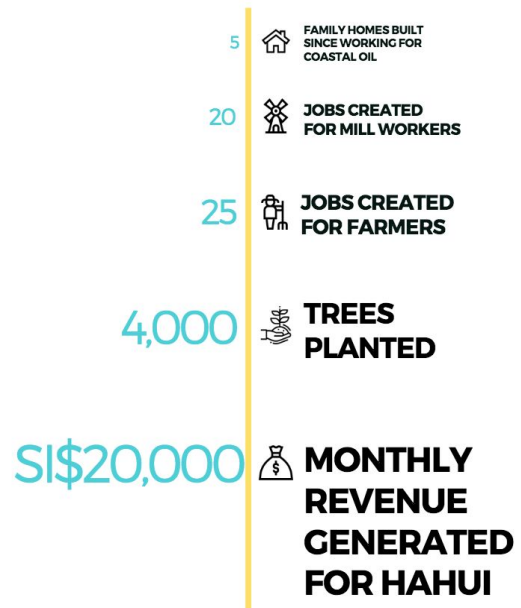 5
FAMILY HOMES BUILT
SINCE WORKING FOR
COASTAL OIL
20
JOBS CREATED
FOR MILL WORKERS
25
JOBS CREATED
FOR FARMERS
4,000
TREES
PLANTED
SI$20,000
$
MONTHLY
REVENUE
GENERATED
FOR HAHUI